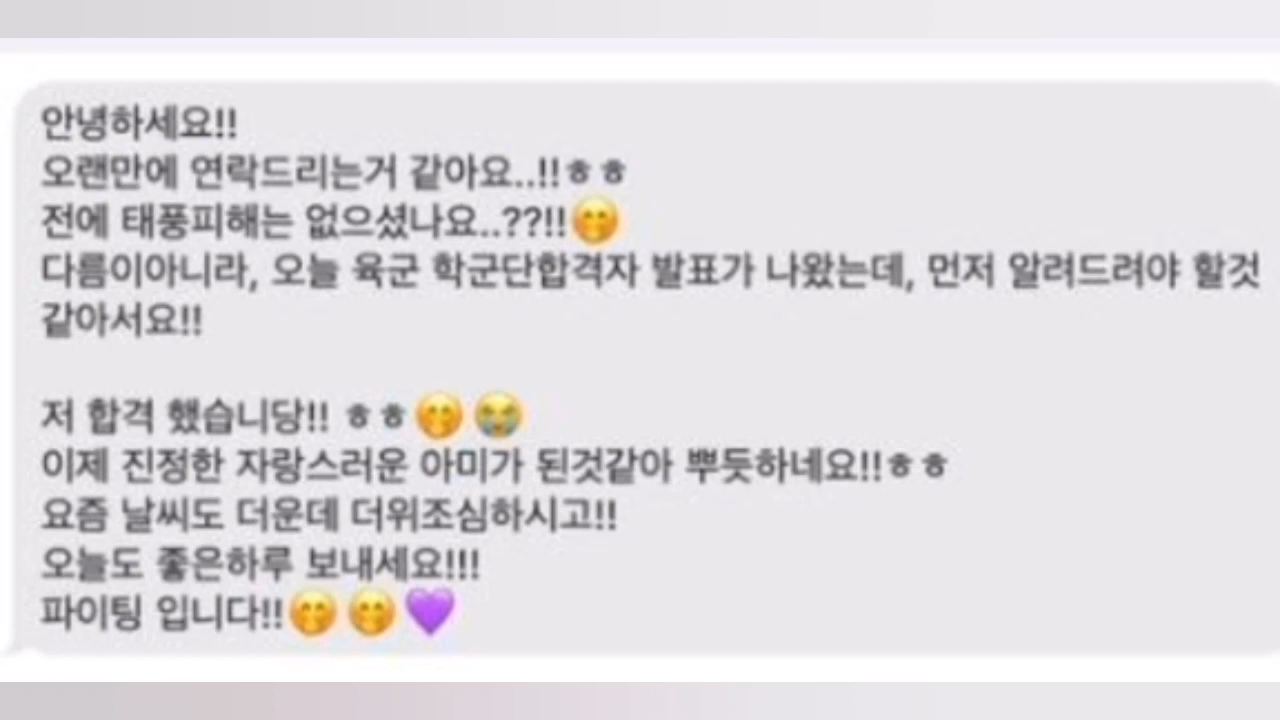 안녕하세요!!
오랜만에 연락드리는거 같아요..!!ㅎㅎ
전에 태풍피해는 없으셨나요..??!!🤭
다름이아니라, 오늘 육군 학군단합격자 발표가 나왔는데, 먼저 알려드려야 할것
같아서요!!
저 합격 했습니당!! ㅎㅎ🤭😭
이제 진정한 자랑스러운 아미가 된것같아 뿌듯하네요!!ㅎㅎ
요즘 날씨도 더운데 더위조심하시고!!
오늘도 좋은하루 보내세요!!!
파이팅 입니다!!🤭🤭💜